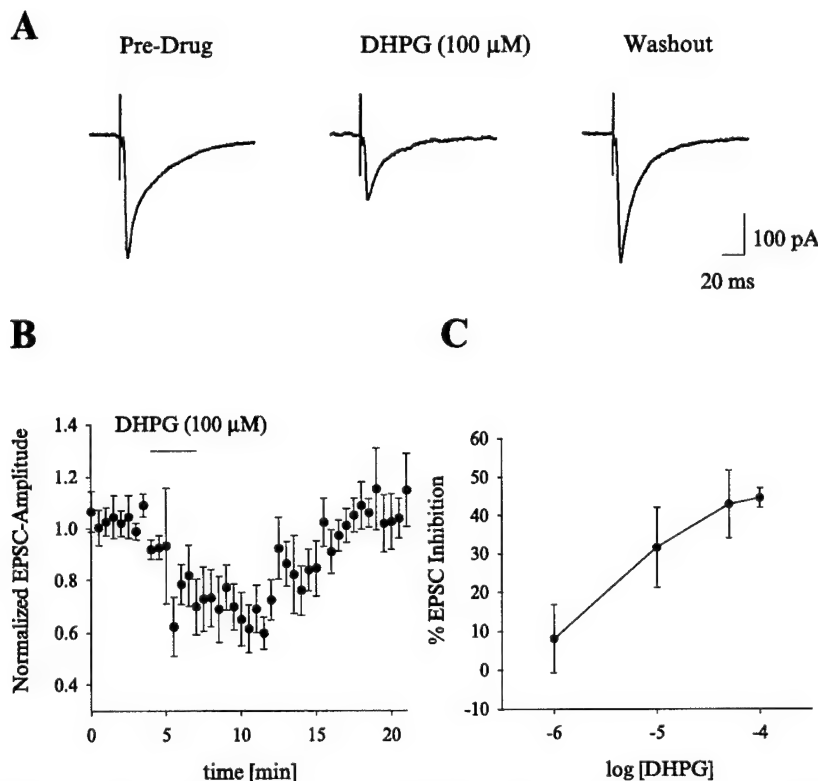 A
Pre-Drug
DHPG (100 µM)
Washout
100 pA
20 ms
B
C
DHPG (100 µM)
Normalized EPSC-Amplitude
1.4
1.2
1.0
0.8
0.6
0.4
0
5
10
15
20
time [min]
% EPSC Inhibition
60
50
40
30
20
10
0
-10
-6
-5
-4
log [DHPG]